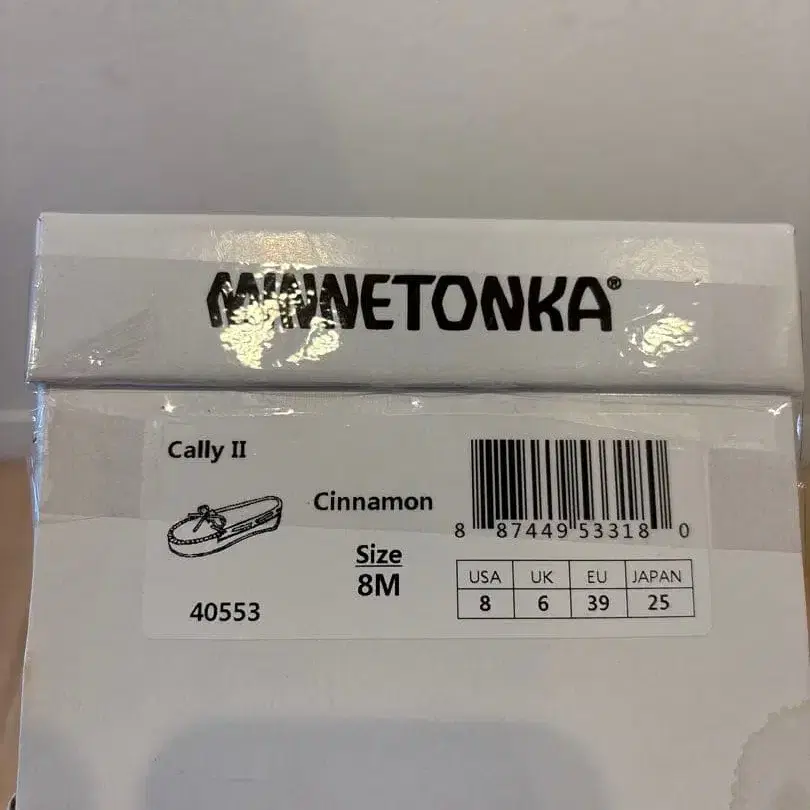 MINNETONKA®
Cally II
Cinnamon
Size
8M
40553
8 87449 53318 0
USA UK EU JAPAN
8 6 39 25